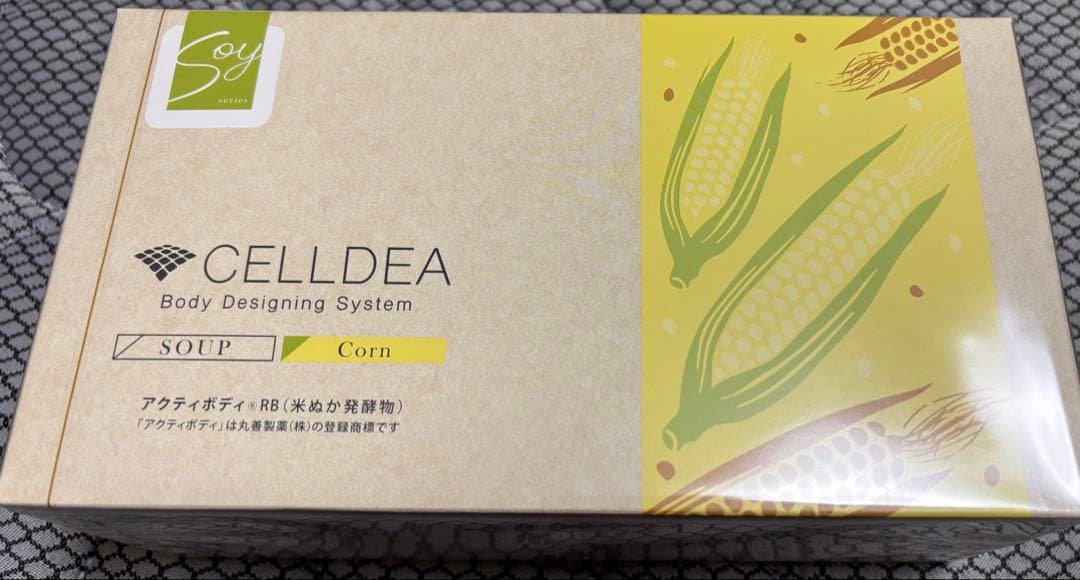 Soy
series
CELLDEA
Body Designing System
SOUP
Corn
アクティボディ®RB(米ぬか発酵物)
「アクティボディ」は丸善製薬(株)の登録商標です